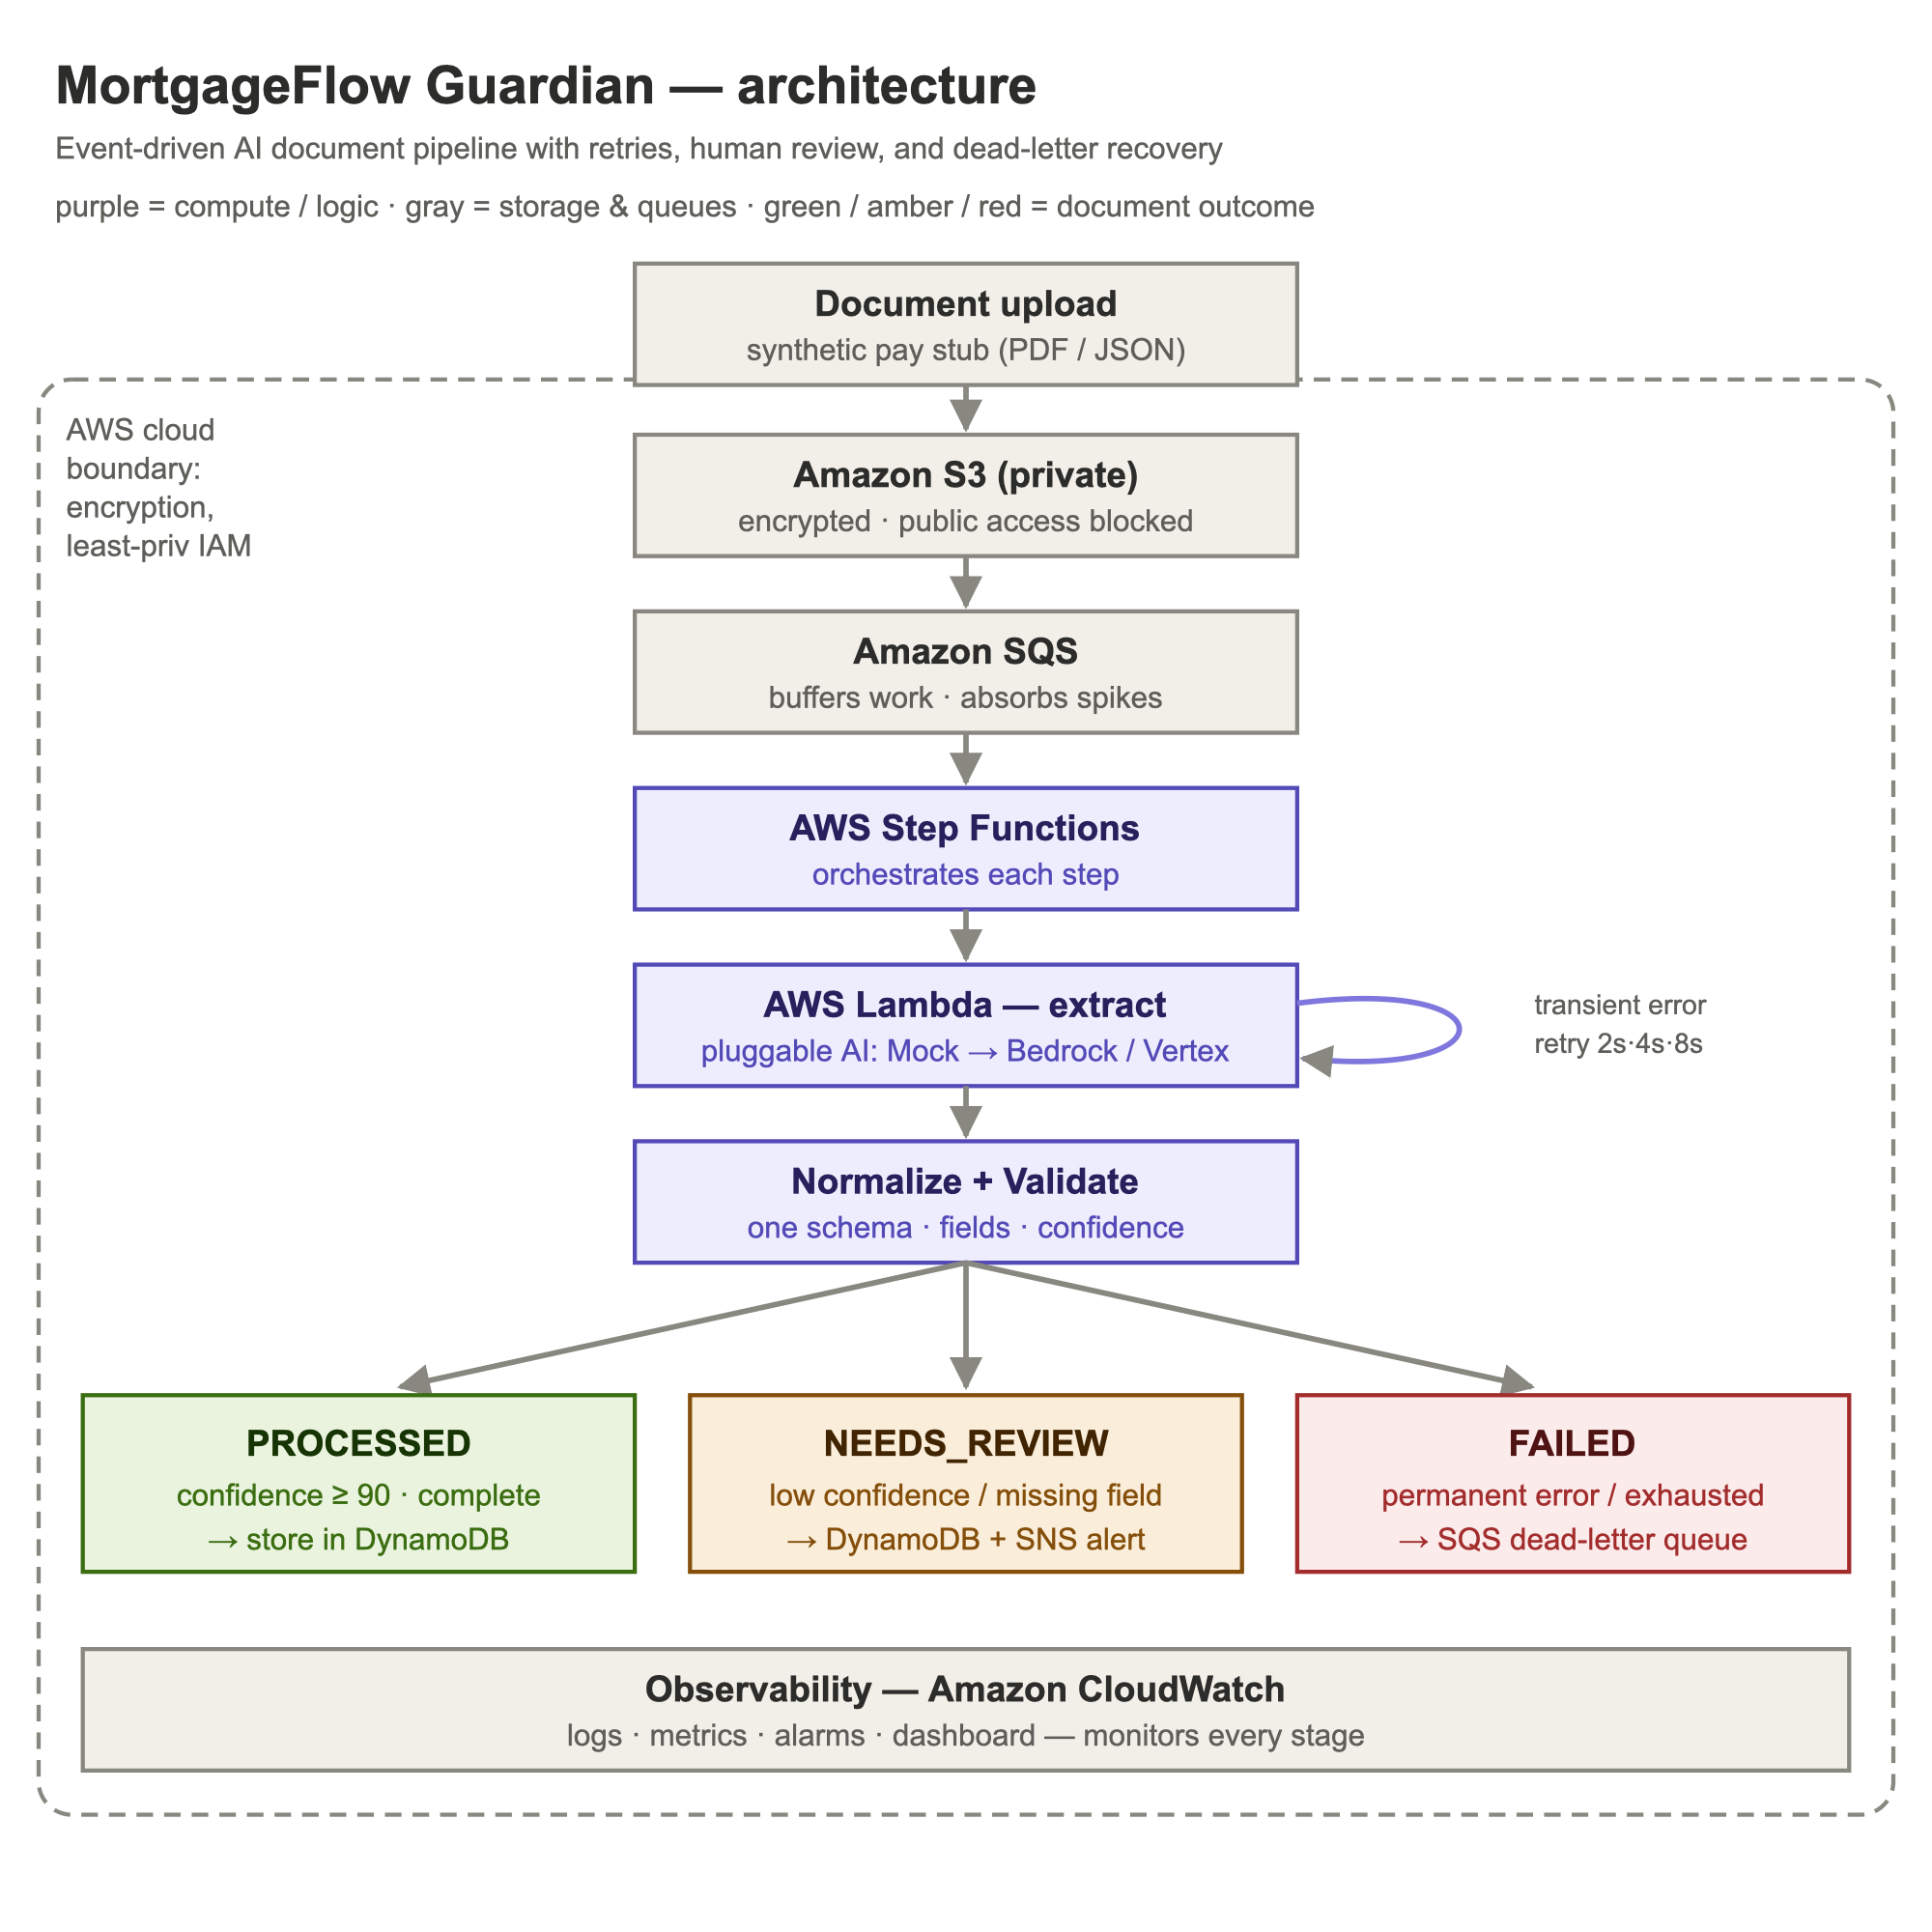 MortgageFlow Guardian — architecture
Event-driven AI document pipeline with retries, human review, and dead-letter recovery
purple = compute / logic · gray = storage & queues · green / amber / red = document outcome
Document upload
synthetic pay stub (PDF / JSON)
AWS cloud
boundary:
encryption,
least-priv IAM
Amazon S3 (private)
encrypted · public access blocked
Amazon SQS
buffers work · absorbs spikes
AWS Step Functions
orchestrates each step
AWS Lambda — extract
pluggable AI: Mock → Bedrock / Vertex
transient error
retry 2s·4s·8s
Normalize + Validate
one schema · fields · confidence
PROCESSED
confidence ≥ 90 · complete
→ store in DynamoDB
NEEDS_REVIEW
low confidence / missing field
→ DynamoDB + SNS alert
FAILED
permanent error / exhausted
→ SQS dead-letter queue
Observability — Amazon CloudWatch
logs · metrics · alarms · dashboard — monitors every stage